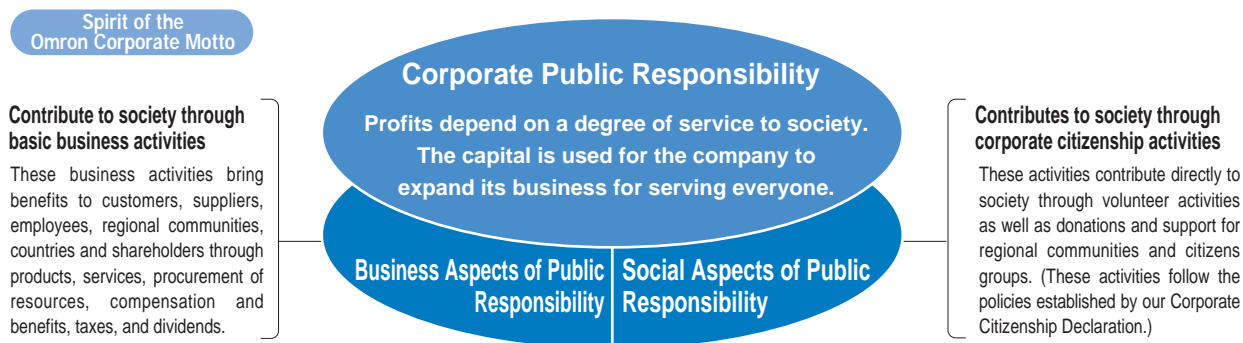 Spirit of the
Omron Corporate Motto
Corporate Public Responsibility
Profits depend on a degree of service to society.
The capital is used for the company to
expand its business for serving everyone.
Contribute to society through
basic business activities
These business activities bring
benefits to customers, suppliers,
employees, regional communities,
countries and shareholders through
products, services, procurement of
resources, compensation and
benefits, taxes, and dividends.
Business Aspects of Public
Responsibility
Social Aspects of Public
Responsibility
Contributes to society through
corporate citizenship activities
These activities contribute directly to
society through volunteer activities
as well as donations and support for
regional communities and citizens
groups. (These activities follow the
policies established by our Corporate
Citizenship Declaration.)